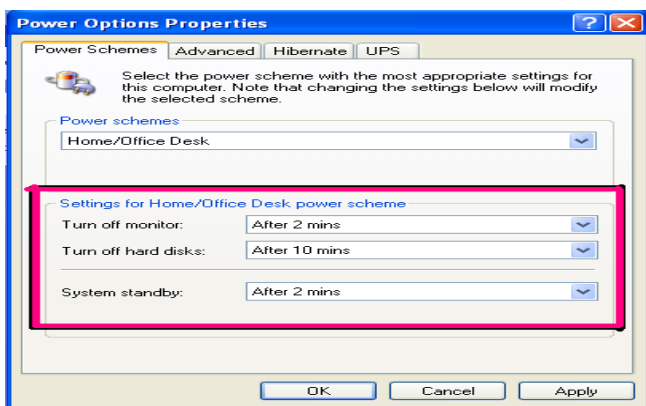 Power Options Properties
Power Schemes Advanced Hibernate UPS
Select the power scheme with the most appropriate settings for
this computer. Note that changing the settings below will modify
the selected scheme.
Power schemes
Home/Office Desk
Settings for Home/Office Desk power scheme
Turn off monitor: After 2 mins
Turn off hard disks: After 10 mins
System standby: After 2 mins
OK Cancel Apply